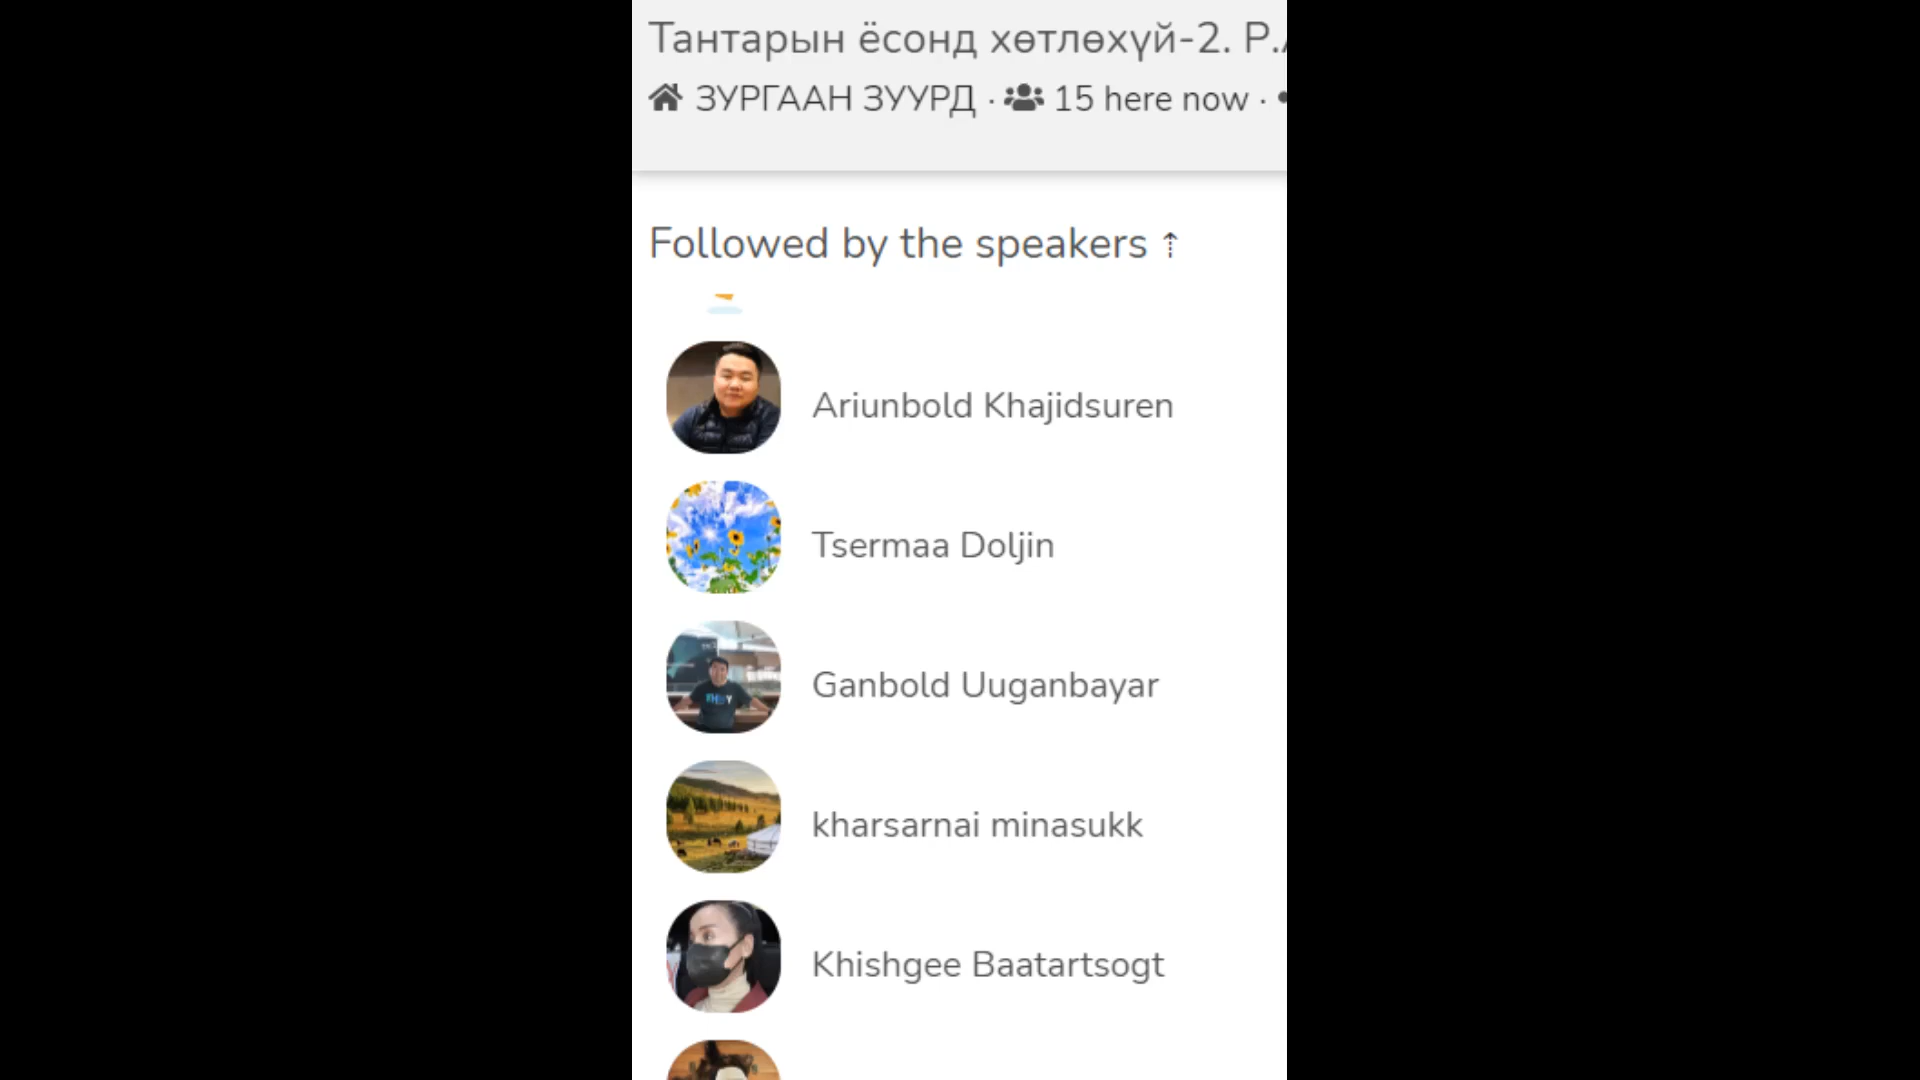 Тантарын ёсонд хөтлөхүй-2. Р.
ЗУРГААН ЗУУРД · 15 here now ·
Followed by the speakers ⇡
Ariunbold Khajidsuren
Tsermaa Doljin
Ganbold Uuganbayar
kharsarnai minasukk
Khishgee Baatartsogt